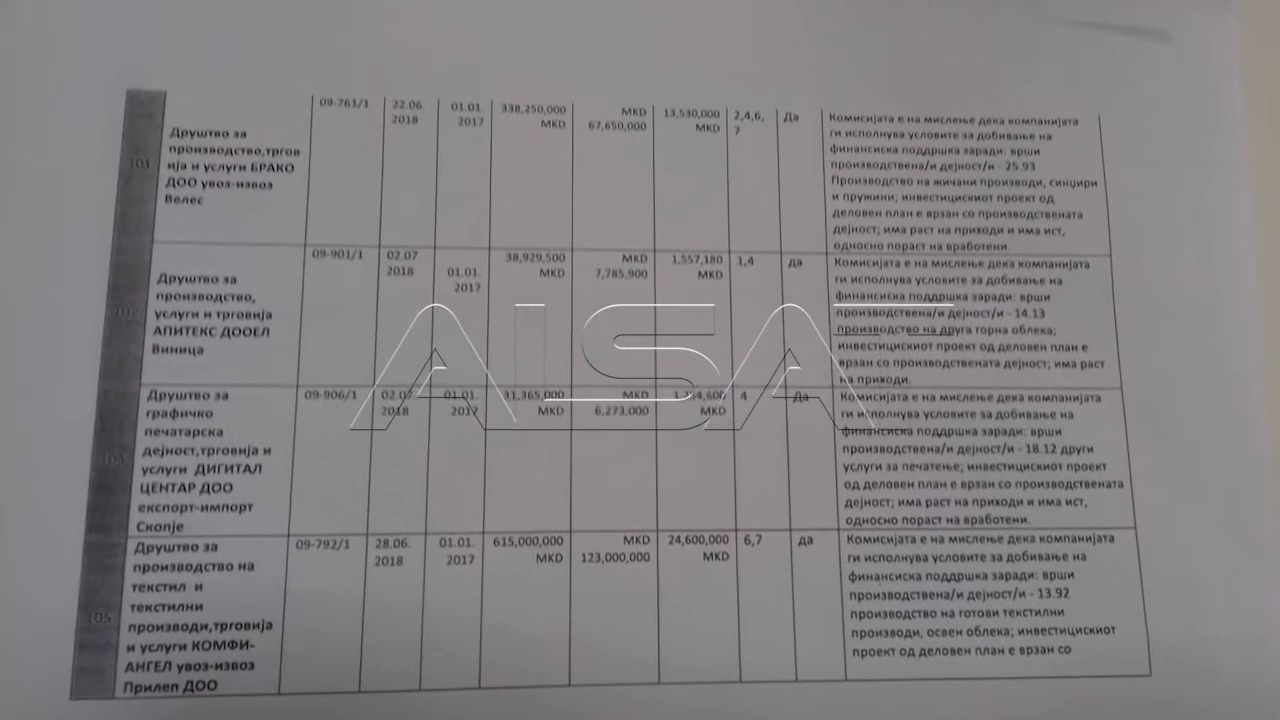 101
Друштво за
производство,тргов
ија и услуги БРАКО
ДОО увоз-извоз
Велес
09-761/1
22.06.
2018
01.01.
2017
338,250,000
MKD
MKD
67,650,000
13,530,000
MKD
2,4,6,
7
Да
Комисијата е на мислење дека компанијата
ги исполнува условите за добивање на
финансиска поддршка заради: врши
производствена/и дејност/и - 25.93
Производство на жичани производи, синџири
и пружини; инвестицискиот проект од
деловен план е врзан со производствената
дејност; има раст на приходи и има ист,
односно пораст на вработени.
Друштво за
производство,
услуги и трговија
АПИТЕКС ДООЕЛ
Виница
09-901/1
02.07.
2018
01.01.
2017
38,929,500
MKD
MKD
7,785,900
1,557,180
MKD
1,4
да
Комисијата е на мислење дека компанијата
ги исполнува условите за добивање на
финансиска поддршка заради: врши
производствена/и дејност/и - 14.13
производство на друга горна облека;
инвестицискиот проект од деловен план е
врзан со производствената дејност; има раст
на приходи.
ALSA
Друштво за
графичко
печатарска
дејност,трговија и
услуги ДИГИТАЛ
ЦЕНТАР ДОО
експорт-импорт
Скопје
09-906/1
02.07.
2018
01.01.
2017
31,365,000
MKD
MKD
6,273,000
MKD
4
Да
Комисијата е на мислење дека компанијата
ги исполнува условите за добивање на
финансиска поддршка заради: врши
производствена/и дејност/и - 18.12 други
услуги за печатење; инвестицискиот проект
од деловен план е врзан со производствената
дејност; има раст на приходи и има ист,
односно пораст на вработени.
105
Друштво за
производство на
текстил и
текстилни
производи,трговија
и услуги КОМФИ-
АНГЕЛ увоз-извоз
Прилеп ДОО
09-792/1
28.06.
2018
01.01.
2017
615,000,000
MKD
MKD
123,000,000
24,600,000
MKD
6,7
да
Комисијата е на мислење дека компанијата
ги исполнува условите за добивање на
финансиска поддршка заради: врши
производствена/и дејност/и - 13.92
производство на готови текстилни
производи, освен облека; инвестицискиот
проект од деловен план е врзан со